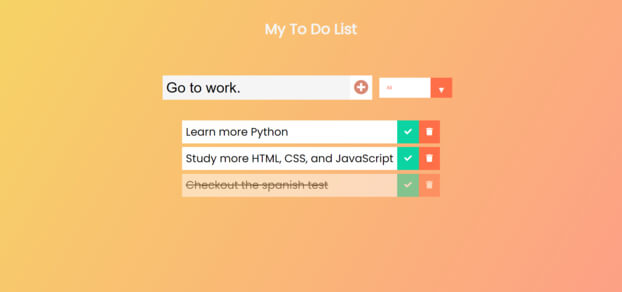 My To Do List
Go to work.
All
Learn more Python
Study more HTML, CSS, and JavaScript
Checkout the spanish test